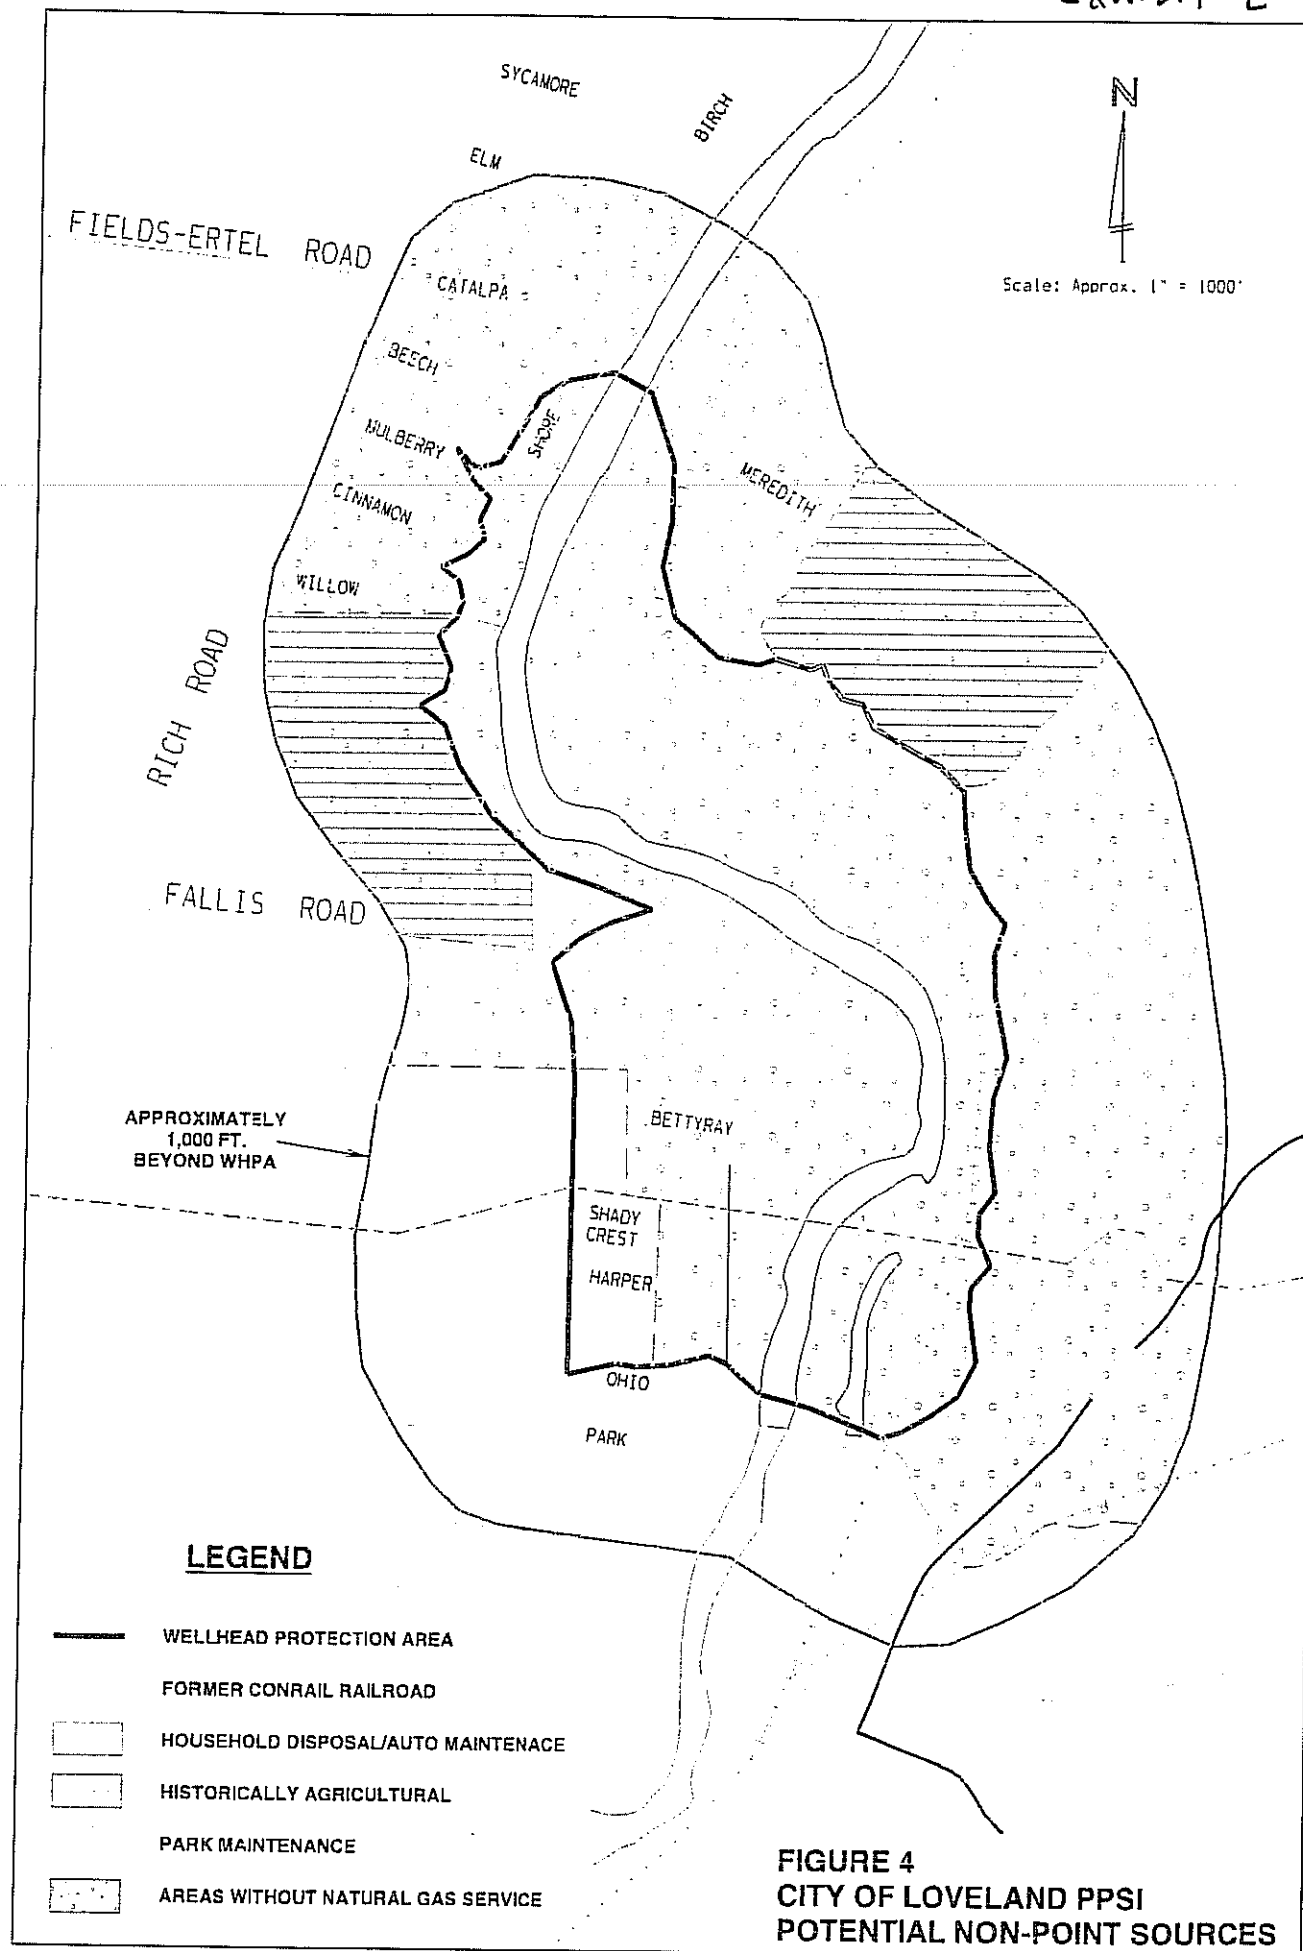 SYCAMORE
BIRCH
N
ELM
FIELDS-ERTEL ROAD
CATALPA
Scale: Approx. 1" = 1000'
BEECH
SHORE
MULBERRY
MEREDITH
CINNAMON
WILLOW
RICH ROAD
FALLIS ROAD
APPROXIMATELY
1,000 FT.
BEYOND WHPA
BETTYRAY
SHADY
CREST
HARPER
OHIO
PARK
LEGEND
WELLHEAD PROTECTION AREA
FORMER CONRAIL RAILROAD
HOUSEHOLD DISPOSAL/AUTO MAINTENACE
HISTORICALLY AGRICULTURAL
PARK MAINTENANCE
AREAS WITHOUT NATURAL GAS SERVICE
FIGURE 4
CITY OF LOVELAND PPSI
POTENTIAL NON-POINT SOURCES